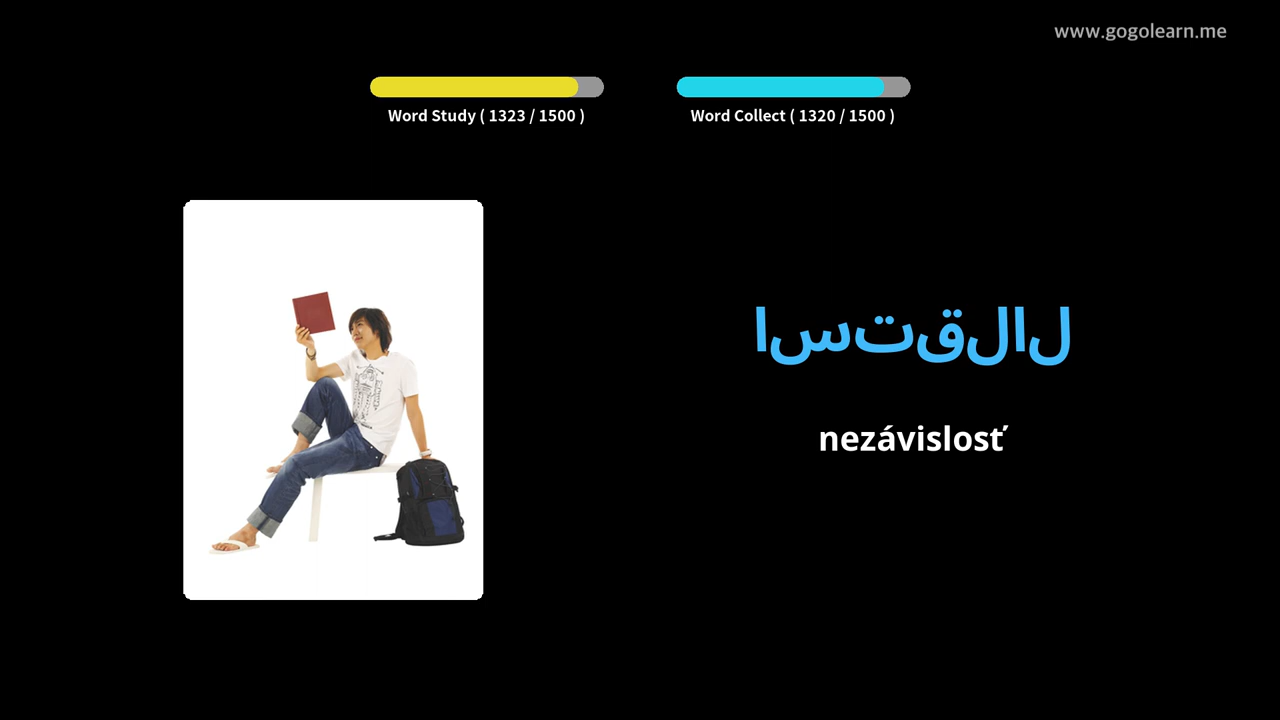 www.gogolearn.me
Word Study ( 1323 / 1500 )
Word Collect ( 1320 / 1500 )
استقلال
nezávislosť